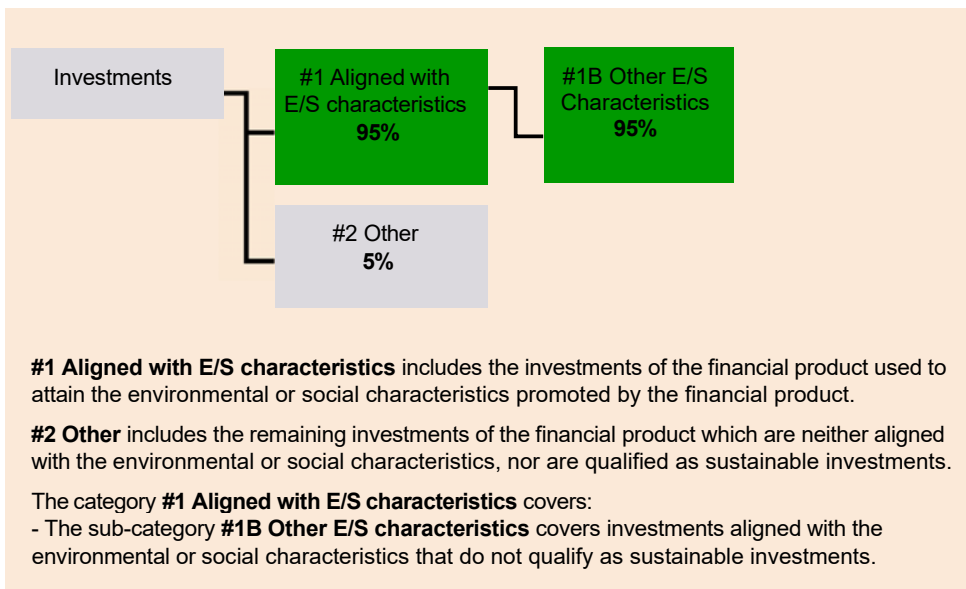 Investments
#1 Aligned with
E/S characteristics
95%
#1B Other E/S
Characteristics
95%
#2 Other
5%
#1 Aligned with E/S characteristics includes the investments of the financial product used to
attain the environmental or social characteristics promoted by the financial product.
#2 Other includes the remaining investments of the financial product which are neither aligned
with the environmental or social characteristics, nor are qualified as sustainable investments.
The category #1 Aligned with E/S characteristics covers:
- The sub-category #1B Other E/S characteristics covers investments aligned with the
environmental or social characteristics that do not qualify as sustainable investments.